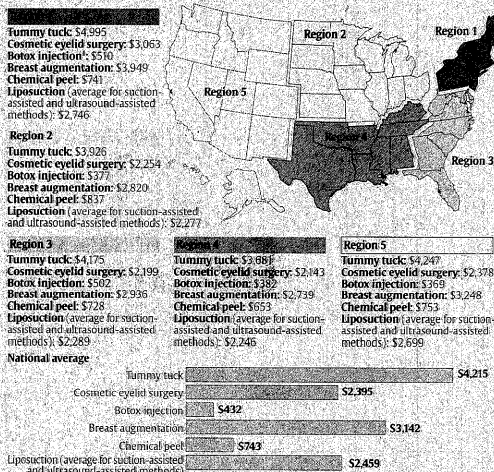 Tummy tuck: $4,995
Cosmetic eyelid surgery: $3,063
Botox injection*: $510
Breast augmentation: $3,949
Chemical peel: $741
Liposuction (average for suction-
assisted and ultrasound-assisted
methods): $2,746
Region 2
Tummy tuck: $3,926
Cosmetic eyelid surgery: $2,254
Botox injection: $377
Breast augmentation: $2,820
Chemical peel: $837
Liposuction (average for suction-assisted
and ultrasound-assisted methods): $2,277
Region 2
Region 1
Region 5
Region 4
Region 3
Region 3
Tummy tuck: $4,175
Cosmetic eyelid surgery: $2,199
Botox injection: $502
Breast augmentation: $2,936
Chemical peel: $728
Liposuction (average for suction-
assisted and ultrasound-assisted
methods): $2,289
Region 4
Tummy tuck: $3,681
Cosmetic eyelid surgery: $2,143
Botox injection: $382
Breast augmentation: $2,739
Chemical peel: $653
Liposuction (average for suction-
assisted and ultrasound-assisted
methods): $2,246
Region 5
Tummy tuck: $4,247
Cosmetic eyelid surgery: $2,378
Botox injection: $369
Breast augmentation: $3,248
Chemical peel: $753
Liposuction (average for suction-
assisted and ultrasound-assisted
methods): $2,699
National average
Tummy tuck $4,215
Cosmetic eyelid surgery $2,395
Botox injection $432
Breast augmentation $3,142
Chemical peel $743
Liposuction (average for suction-assisted
and ultrasound-assisted methods) $2,459